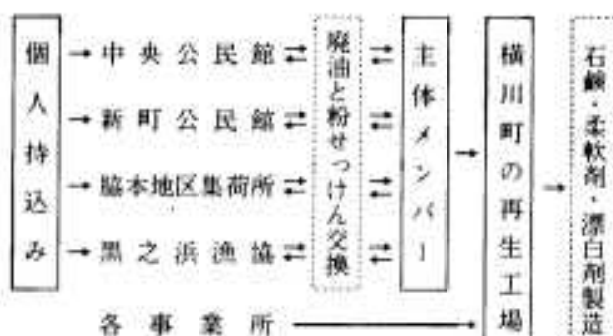 個人持込み
中央公民館
新町公民館
脇本地区集荷所
黒之浜漁協
各事業所
廃油と粉せっけん交換
主体メンバー
横川町の再生工場
石鹸・柔軟剤・漂白剤製造